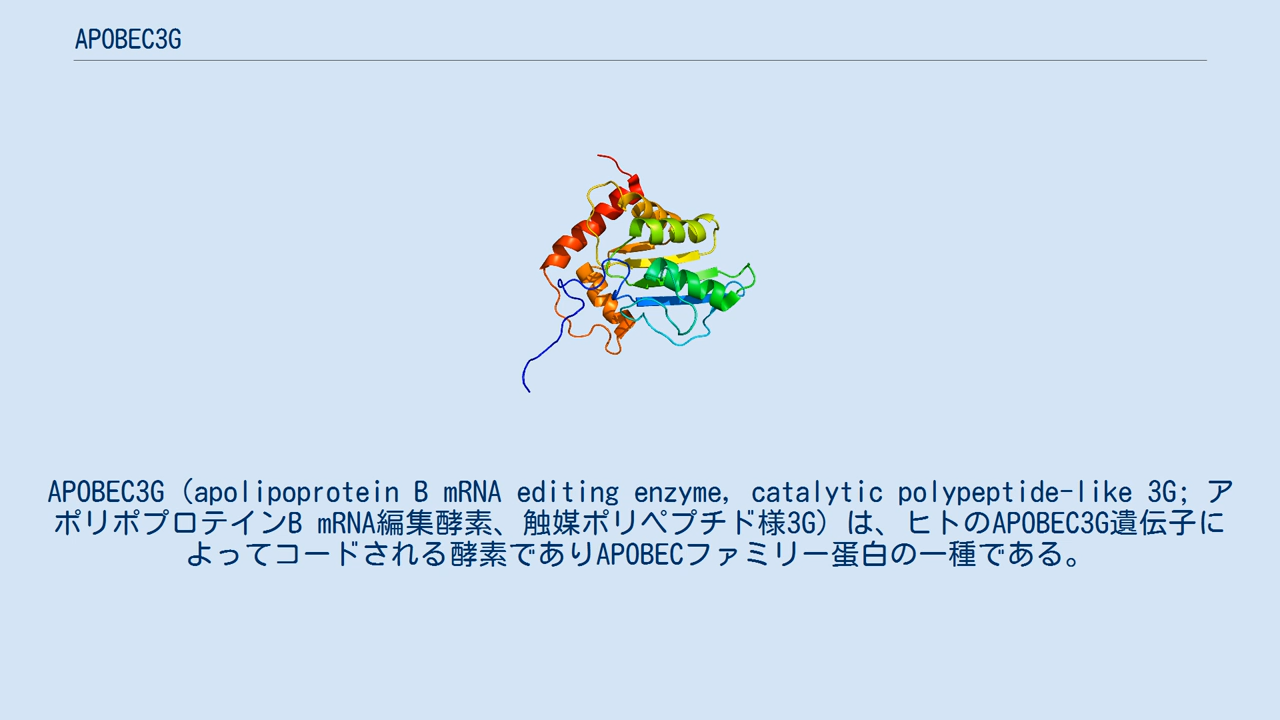 APOBEC3G
APOBEC3G (apolipoprotein B mRNA editing enzyme, catalytic polypeptide-like 3G; ア
ポリポプロテインB mRNA編集酵素、触媒ポリペプチド様3G) は、ヒトのAPOBEC3G遺伝子に
よってコードされる酵素でありAPOBECファミリー蛋白の一種である。